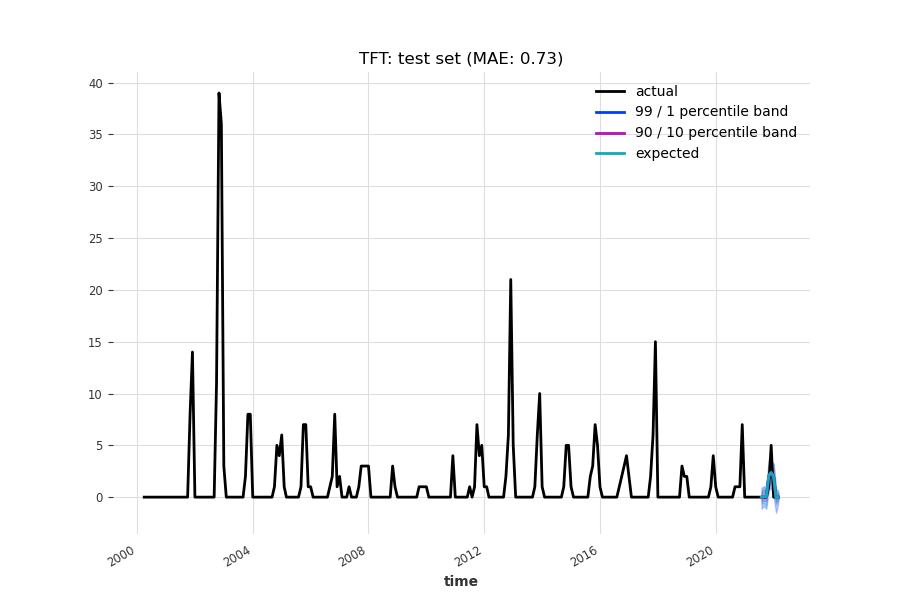 TFT: test set (MAE: 0.73)
actual
99 / 1 percentile band
90 / 10 percentile band
expected
40
35
30
25
20
15
10
5
0
2000
2004
2008
2012
2016
2020
time